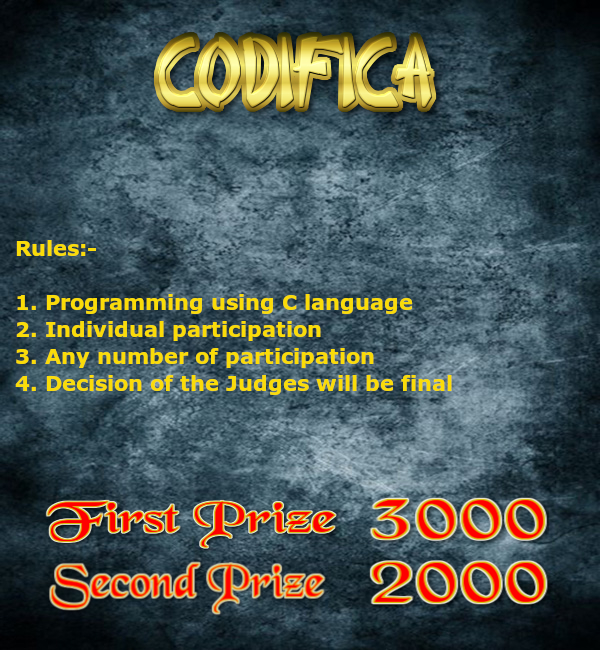 CODIFICA
Rules:-
1. Programming using C language
2. Individual participation
3. Any number of participation
4. Decision of the Judges will be final
First Prize 3000
Second Prize 2000